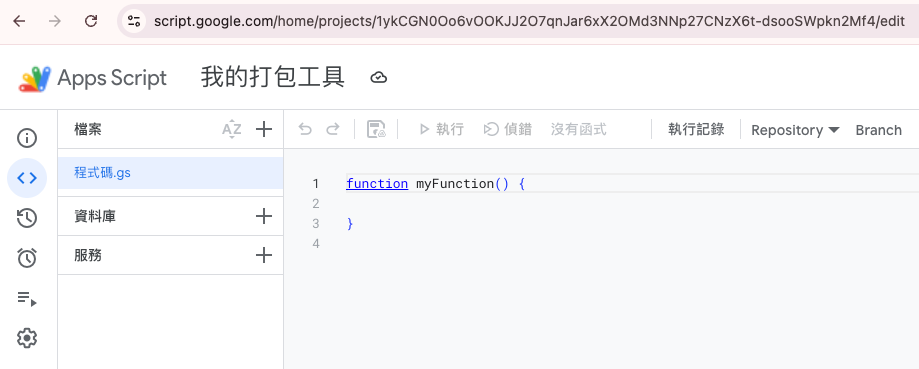 script.google.com/home/projects/1ykCGN0Oo6vOOKJJ2O7qnJar6xX2OMd3NNp27CNzX6t-dsooSWpkn2Mf4/edit
Apps Script 我的打包工具
檔案 AZ
執行 偵錯 沒有函式 執行記錄 Repository Branch
程式碼.gs
資料庫
服務
1 function myFunction() {
2
3 }
4